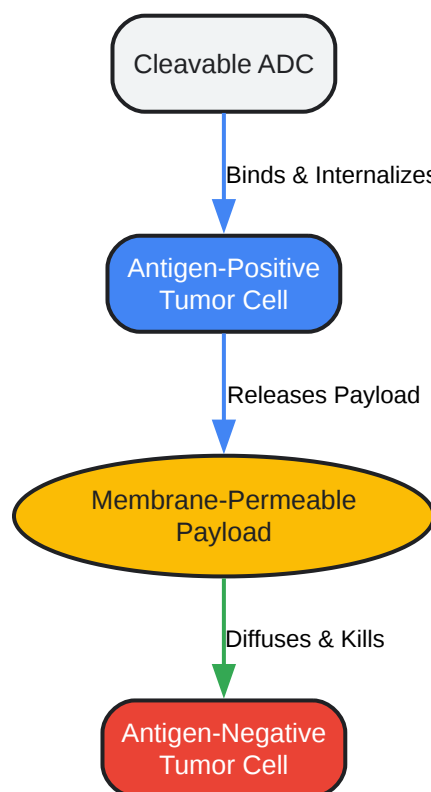 Cleavable ADC
Binds & Internalizes
Antigen-Positive
Tumor Cell
Releases Payload
Membrane-Permeable
Payload
Diffuses & Kills
Antigen-Negative
Tumor Cell